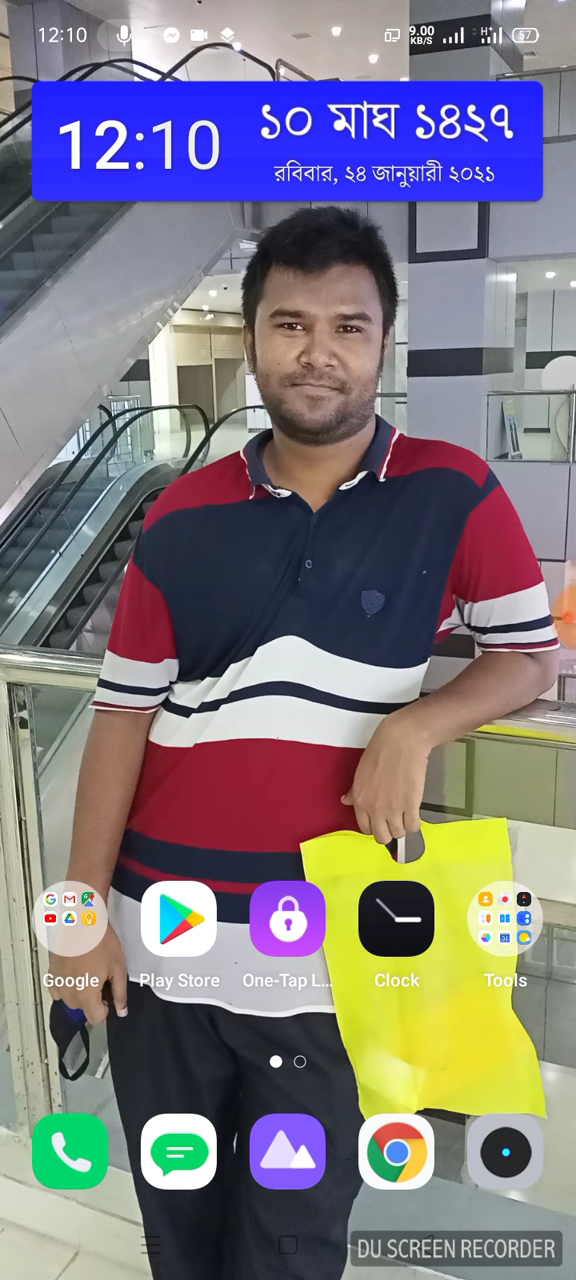 12:10
9.00
KB/S
H+
57
12:10
১০ মাঘ ১৪২৭
রবিবার, ২৪ জানুয়ারী ২০২১
Google
Play Store
One-Tap L...
Clock
Tools
DU SCREEN RECORDER